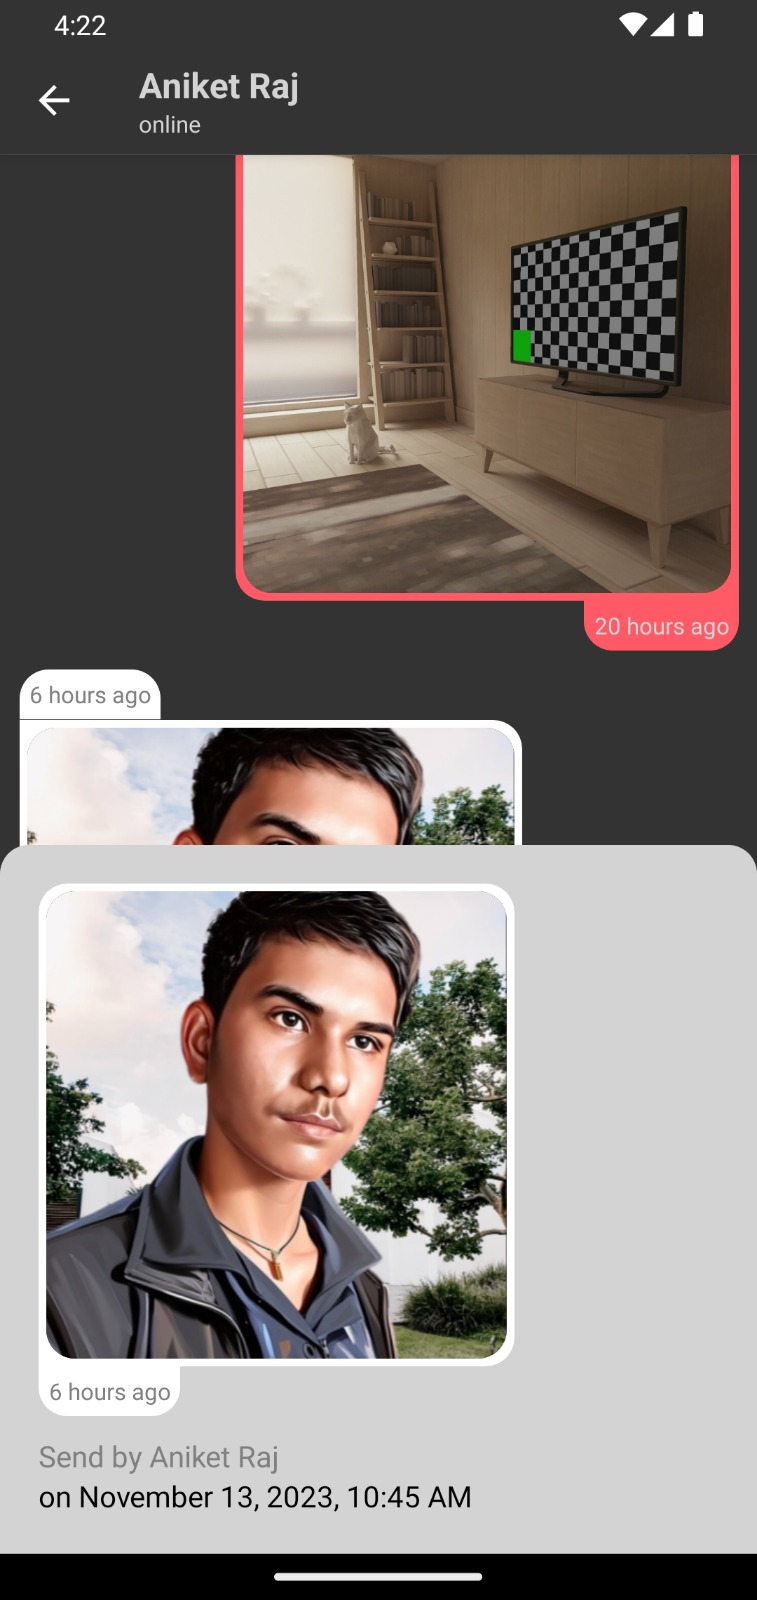 4:22
Aniket Raj
online
20 hours ago
6 hours ago
6 hours ago
Send by Aniket Raj
on November 13, 2023, 10:45 AM